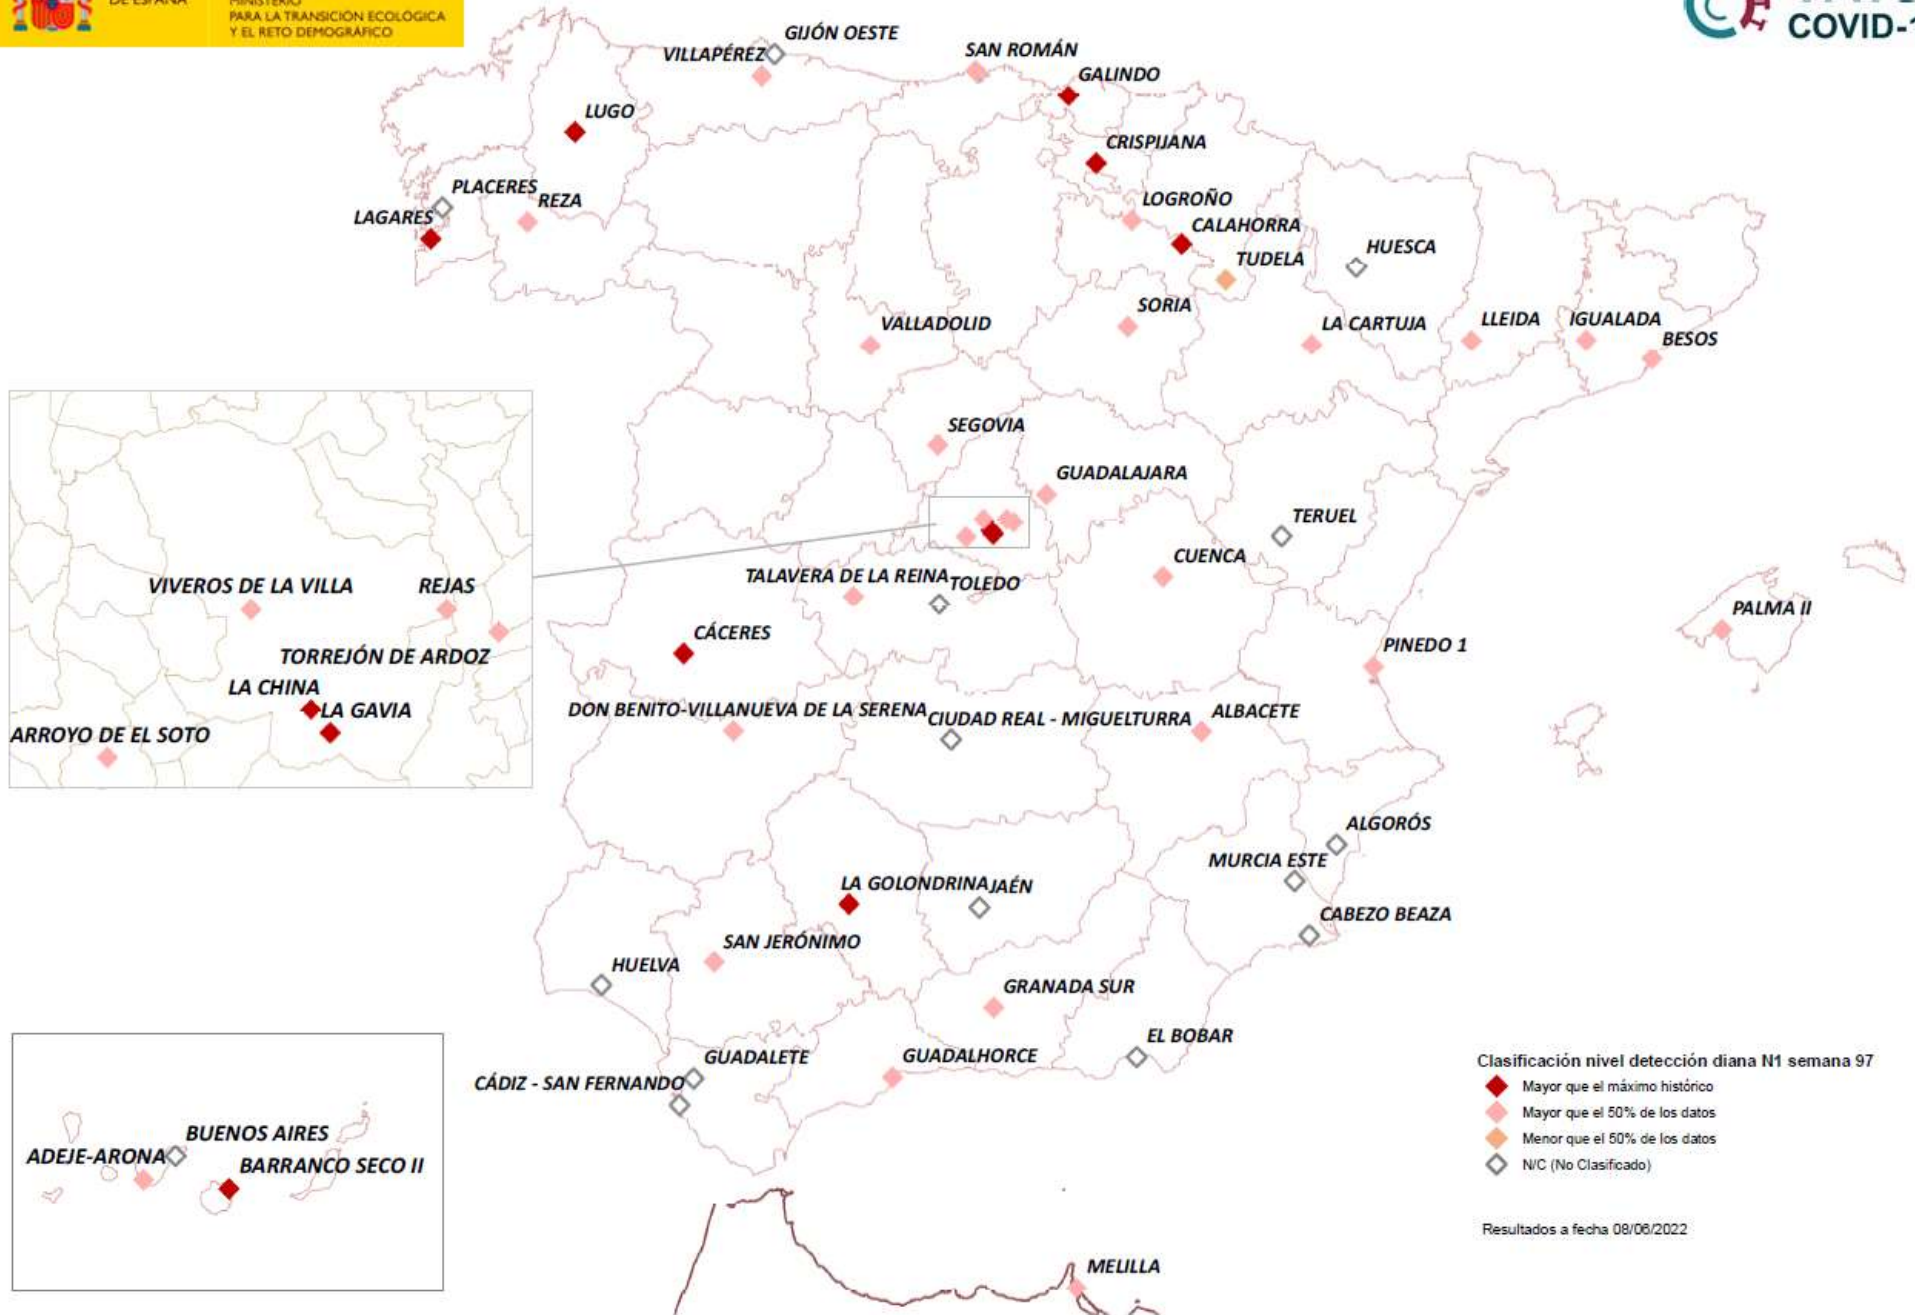 DE ESPAÑA
MINISTERIO
PARA LA TRANSICIÓN ECOLÓGICA
Y EL RETO DEMOGRÁFICO
COVID-1
GIJÓN OESTE
VILLAPÉREZ
SAN ROMÁN
GALINDO
LUGO
CRISPIJANA
PLACERES
REZA
LAGARES
LOGROÑO
CALAHORRA
TUDELA
HUESCA
SORIA
VALLADOLID
LA CARTUJA
LLEIDA
IGUALADA
BESOS
SEGOVIA
GUADALAJARA
TERUEL
CUENCA
TALAVERA DE LA REINA
TOLEDO
VIVEROS DE LA VILLA
REJAS
TORREJÓN DE ARDOZ
LA CHINA
LA GAVIA
ARROYO DE EL SOTO
CÁCERES
PALMA II
PINEDO 1
DON BENITO-VILLANUEVA DE LA SERENA
CIUDAD REAL - MIGUELTURRA
ALBACETE
ALGORÓS
MURCIA ESTE
LA GOLONDRINA
JAÉN
CABEZO BEAZA
SAN JERÓNIMO
HUELVA
GRANADA SUR
EL BOBAR
GUADALETE
GUADALHORCE
CÁDIZ - SAN FERNANDO
BUENOS AIRES
ADEJE-ARONA
BARRANCO SECO II
MELILLA
Clasificación nivel detección diana N1 semana 97
Mayor que el máximo histórico
Mayor que el 50% de los datos
Menor que el 50% de los datos
N/C (No Clasificado)
Resultados a fecha 08/06/2022